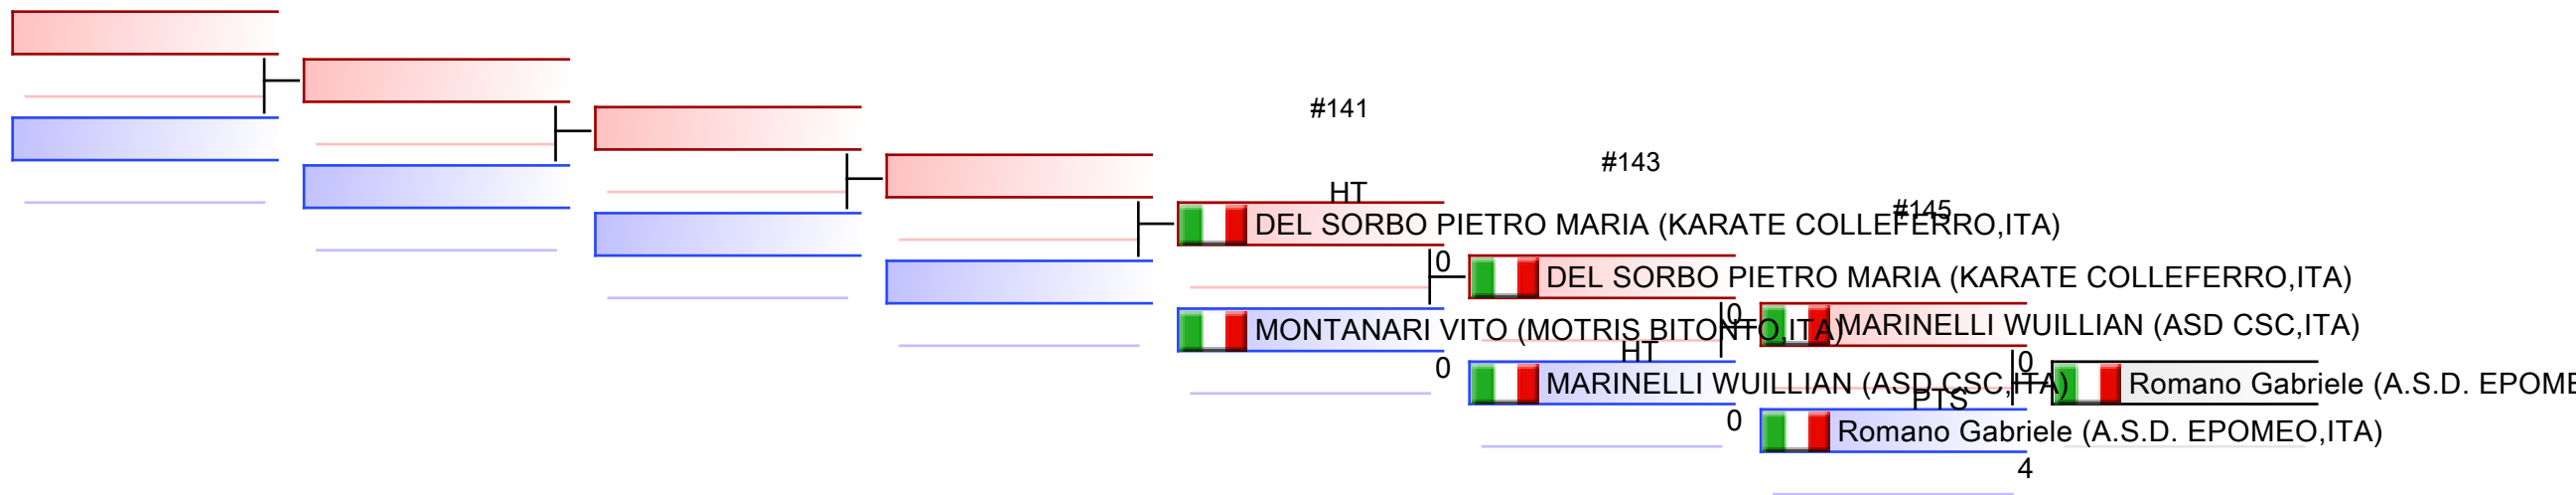 #141
#143
HT
#145
DEL SORBO PIETRO MARIA (KARATE COLLEFERRO,ITA)
0
DEL SORBO PIETRO MARIA (KARATE COLLEFERRO,ITA)
0
MONTANARI VITO (MOTRIS BITONTO,ITA)
MARINELLI WUILLIAN (ASD CSC,ITA)
HT
0
0
MARINELLI WUILLIAN (ASD CSC,ITA)
Romano Gabriele (A.S.D. EPOME
PTS
0
Romano Gabriele (A.S.D. EPOMEO,ITA)
4